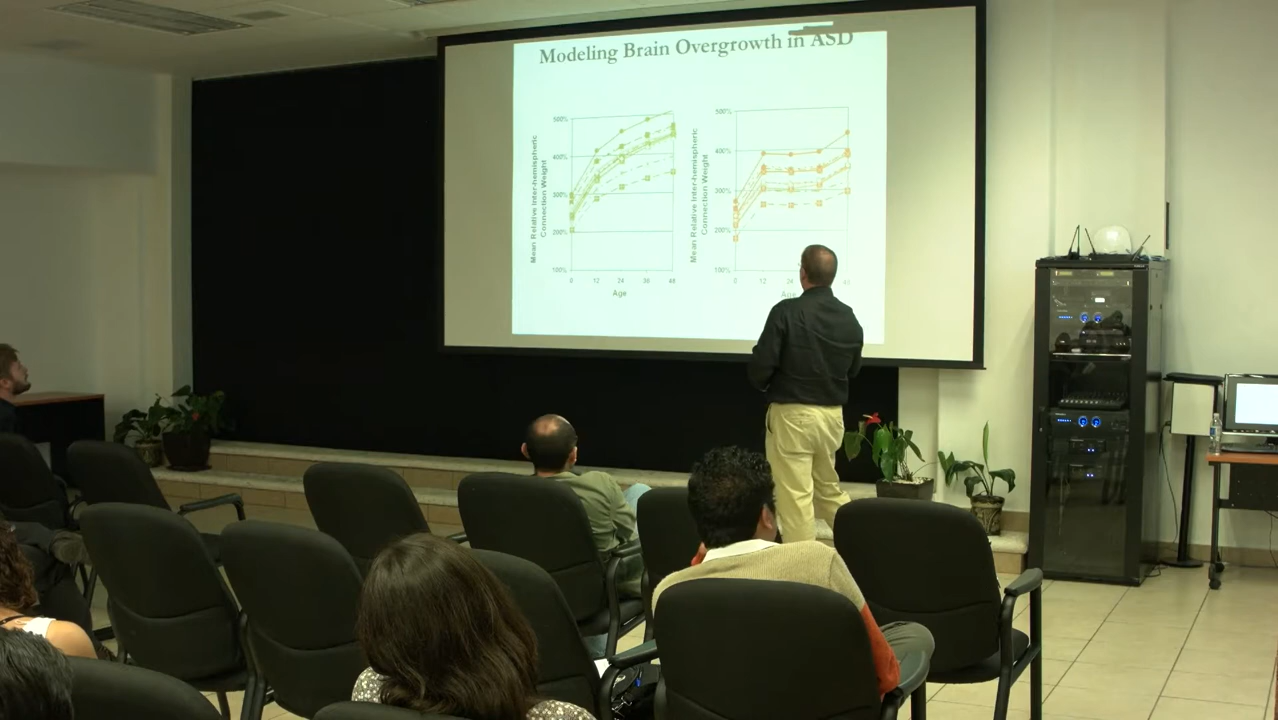 Modeling Brain Overgrowth in ASD
Mean Relative Inter-hemispheric
Connection Weight
500%
400%
300%
200%
100%
0 12 24 36 48
Age
Mean Relative Inter-hemispheric
Connection Weight
500%
400%
300%
200%
100%
0 12 24 48
Age